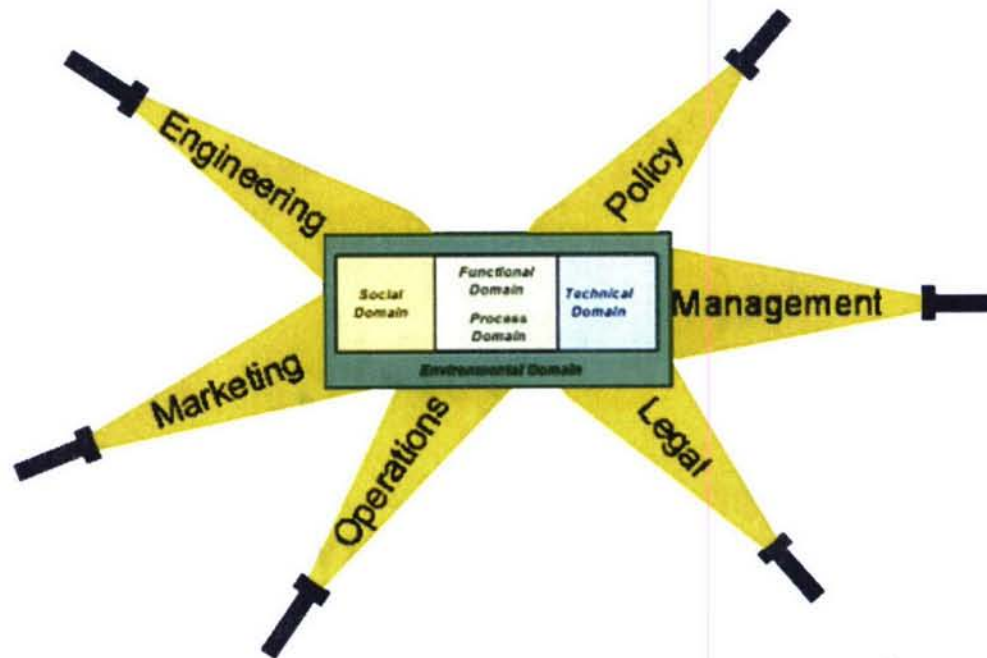 Engineering
Policy
Social
Domain
Functional
Domain
Process
Domain
Technical
Domain
Management
Environmental Domain
Marketing
Operations
Legal